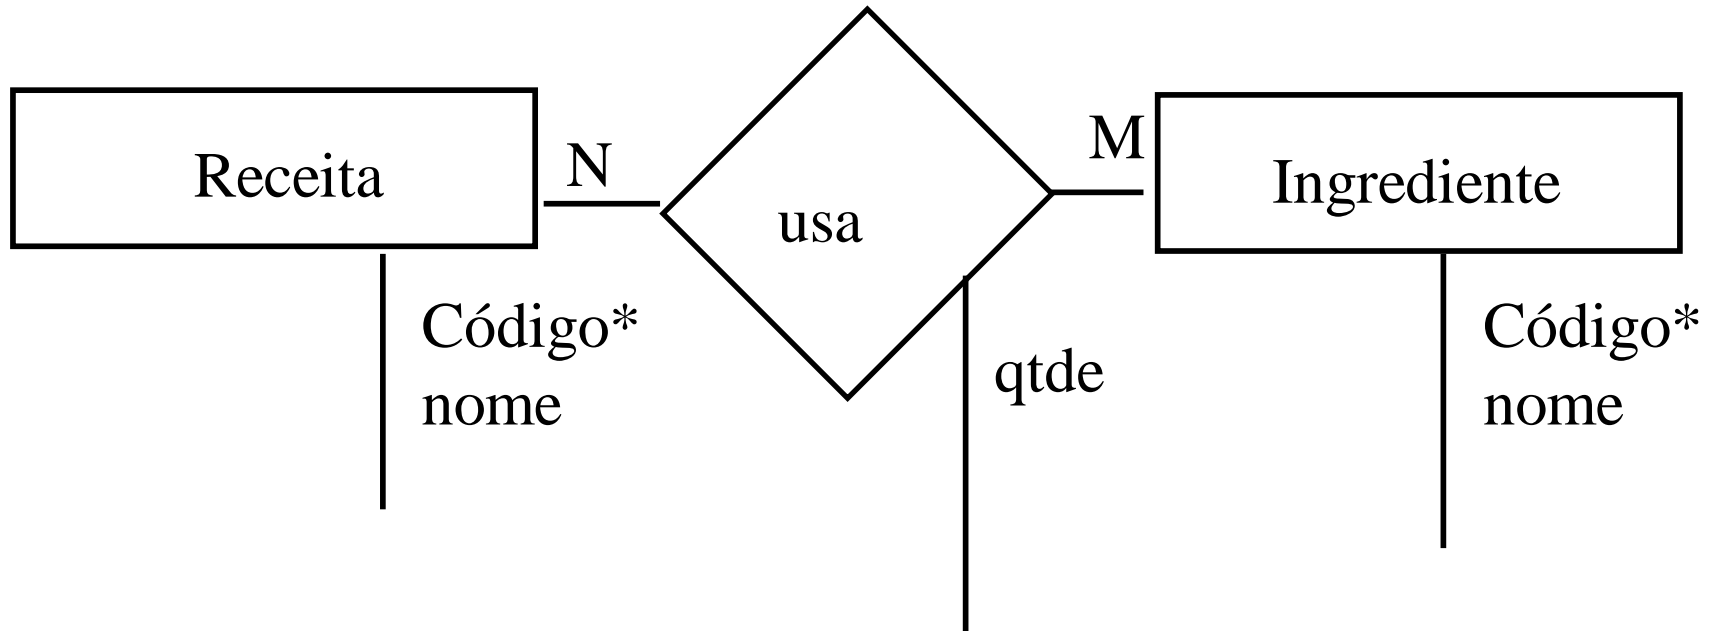 Receita
N
usa
M
Ingrediente
Código*
nome
qtde
Código*
nome